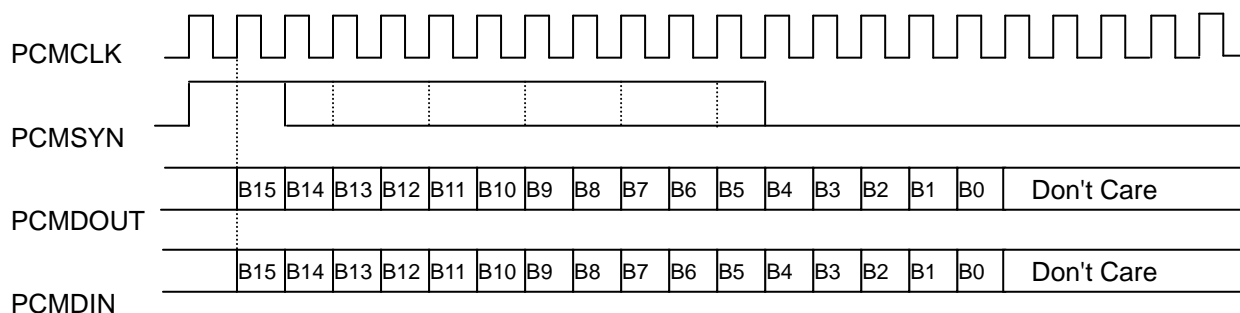 PCMCLK
PCMSYN
B15 B14 B13 B12 B11 B10 B9 B8 B7 B6 B5 B4 B3 B2 B1 B0 Don't Care
PCMDOUT
B15 B14 B13 B12 B11 B10 B9 B8 B7 B6 B5 B4 B3 B2 B1 B0 Don't Care
PCMDIN